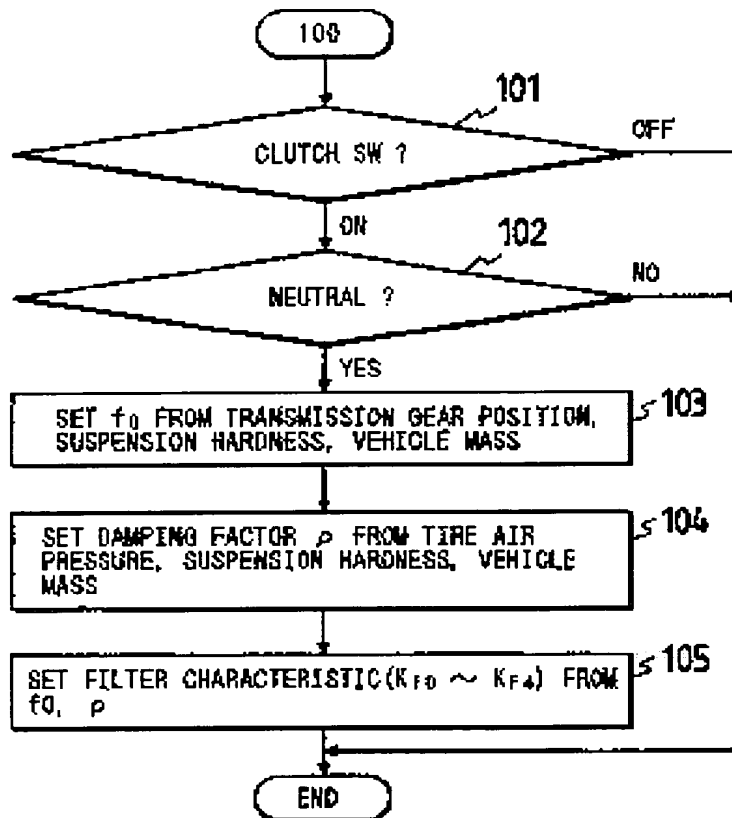 100
101
CLUTCH SW ?
OFF
ON
102
NEUTRAL ?
NO
YES
103
SET f0 FROM TRANSMISSION GEAR POSITION,
SUSPENSION HARDNESS, VEHICLE MASS
104
SET DAMPING FACTOR ρ FROM TIRE AIR
PRESSURE, SUSPENSION HARDNESS, VEHICLE
MASS
105
SET FILTER CHARACTERISTIC(KF0 ~ KF4) FROM
f0, ρ
END